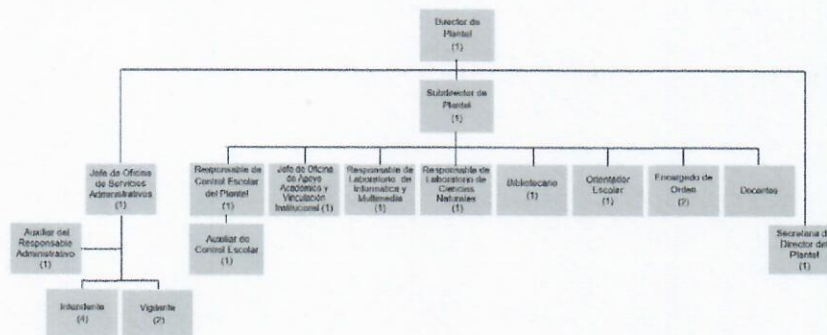 Director de
Plantel
(1)
Subdirector de
Plantel
(1)
Jefe de Oficina
de Servicios
Administrativos
(1)
Responsable de
Control Escolar
del Plantel
(1)
Jefe de Oficina
de Apoyo
Académico y
Vinculación
Institucional (1)
Responsable de
Laboratorio de
Informática y
Multimedia
(1)
Responsable de
Laboratorio de
Ciencias
Naturales
(1)
Bibliotecario
(1)
Orientador
Escolar
(1)
Encargado de
Orden
(2)
Docentes
Auxiliar del
Responsable
Administrativo
(1)
Auxiliar de
Control Escolar
(1)
Secretaria de
Director de
Plantel
(1)
Intendente
(4)
Vigilante
(2)